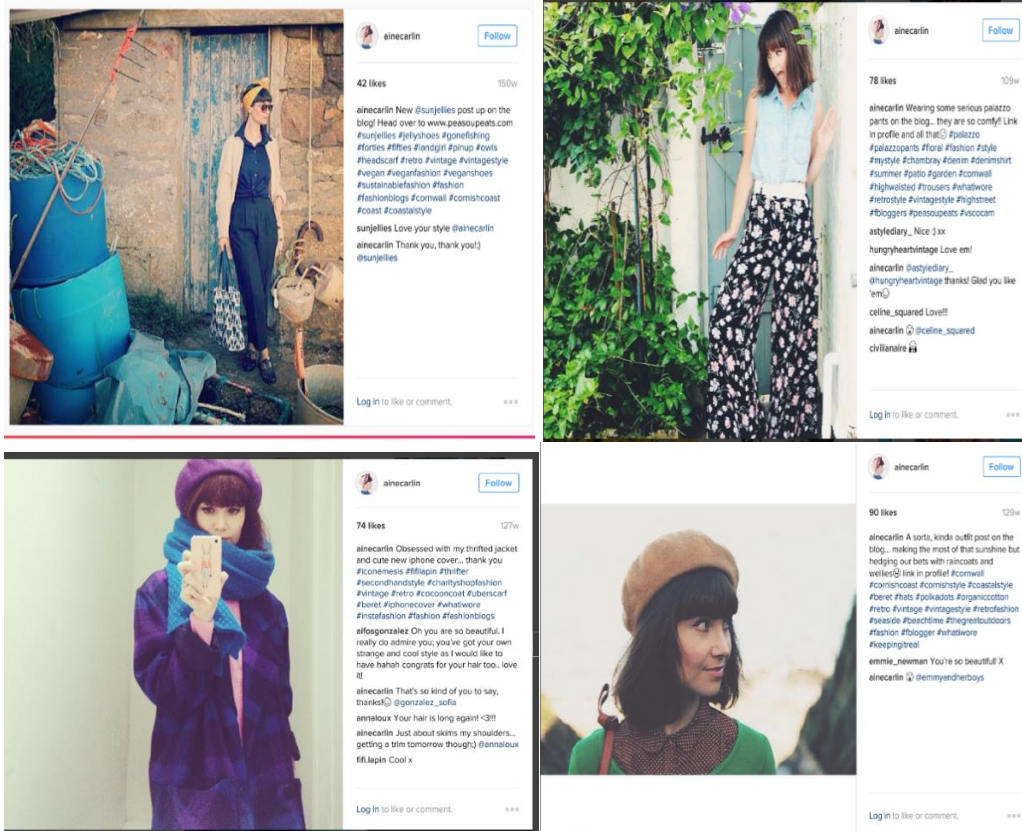 ainecarlin
Follow
42 likes
150w
ainecarlin New @sunjellies post up on the
blog! Head over to www.peasoupeats.com
#sunjellies #jellyshoes #gonefishing
#forties #fifties #landgirl #pinup #owls
#headscarf #retro #vintage #vintagestyle
#vegan #veganfashion #veganshoes
#sustainablefashion #fashion
#fashionblogs #cornwall #cornishcoast
#coast #coastalstyle
sunjellies Love your style @ainecarlin
ainecarlin Thank you, thank you!:)
@sunjellies
Log in to like or comment.
ainecarlin
Follow
78 likes
109w
ainecarlin Wearing some serious palazzo
pants on the blog... they are so comfy!! Link
in profile and all that #palazzo
#palazzopants #floral #fashion #style
#mystyle #chambray #denim #denimshirt
#summer #patio #garden #cornwall
#highwaisted #trousers #whatiwore
#retrostyle #vintagestyle #highstreet
#fbloggers #peasoupeats #vscocam
astylediary_ Nice :) xx
hungryheartvintage Love em!
ainecarlin @astylediary_
@hungryheartvintage thanks! Glad you like
'em
celine_squared Love!!!
ainecarlin @celine_squared
civilianaire
Log in to like or comment.
ainecarlin
Follow
74 likes
127w
ainecarlin Obsessed with my thrifted jacket
and cute new iphone cover... thank you
#iconemesis #fifilapin #thrifter
#secondhandstyle #charityshopfashion
#vintage #retro #cocooncoat #uberscarf
#beret #iphonecover #whatiwore
#instafashion #fashion #fashionblogs
aifosgonzalez Oh you are so beautiful. I
really do admire you; you've got your own
strange and cool style as I would like to
have hahah congrats for your hair too.. love
it!
ainecarlin That's so kind of you to say,
thanks! @gonzalez_sofia
annaloux Your hair is long again! <3!!!
ainecarlin Just about skims my shoulders...
getting a trim tomorrow though;) @annaloux
fifi.lapin Cool x
Log in to like or comment.
ainecarlin
Follow
90 likes
129w
ainecarlin A sorta, kinda outfit post on the
blog... making the most of that sunshine but
hedging our bets with raincoats and
wellies link in profile! #cornwall
#cornishcoast #cornishstyle #coastalstyle
#beret #hats #polkadots #organiccotton
#retro #vintage #vintagestyle #retrofashion
#seaside #beachtime #thegreatoutdoors
#fashion #fblogger #whatiwore
#keepingitreal
emmie_newman You're so beautiful! X
ainecarlin @emmyandherboys
Log in to like or comment.